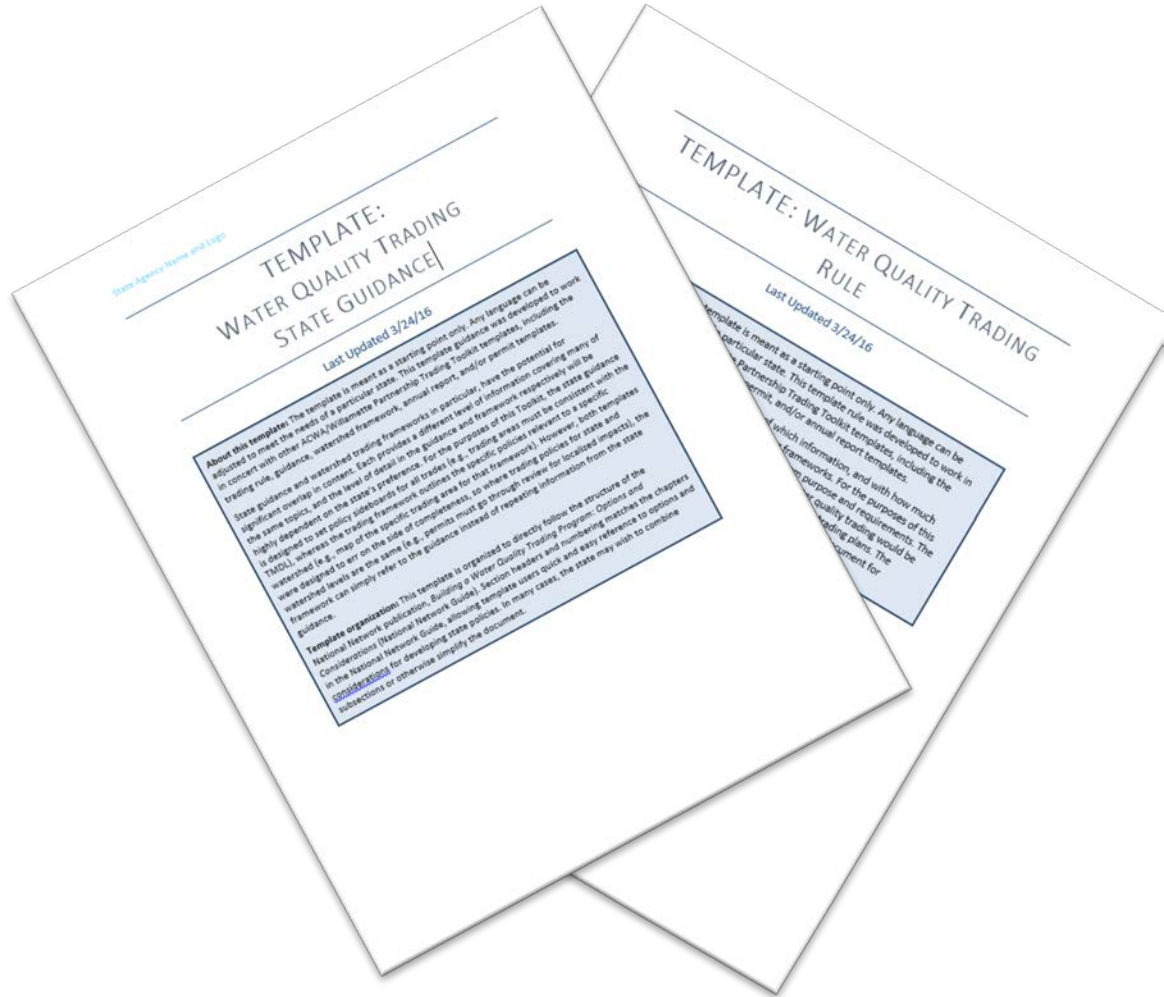 State Agency Name and Logo
TEMPLATE:
WATER QUALITY TRADING
STATE GUIDANCE
Last Updated 3/24/16
About this template: The template is meant as a starting point only. Any language can be
adjusted to meet the needs of a particular state. This template guidance was developed to work
in concert with other ACWA/Willamette Partnership Trading Toolkit templates, including the
trading rule, guidance, watershed framework, annual report, and/or permit templates.
State guidance and watershed trading frameworks in particular, have the potential for
significant overlap in content. Each provides a different level of information covering many of
the same topics, and the level of detail in the guidance and framework respectively will be
highly dependent on the state's preference. For the purposes of this Toolkit, the state guidance
is designed to set policy sideboards for all trades (e.g., trading areas must be consistent with the
TMDL), whereas the trading framework outlines the specific policies relevant to a specific
watershed (e.g., map of the specific trading area for that framework). However, both templates
were designed to err on the side of completeness, so where trading policies for state and
watershed levels are the same (e.g., permits must go through review for localized impacts), the
framework can simply refer to the guidance instead of repeating information from the state
guidance.
Template organization: This template is organized to directly follow the structure of the
National Network publication, Building a Water Quality Trading Program: Options and
Considerations (National Network Guide). Section headers and numbering matches the chapters
in the National Network Guide, allowing template users quick and easy reference to options and
considerations for developing state policies. In many cases, the state may wish to combine
subsections or otherwise simplify the document.
TEMPLATE: WATER QUALITY TRADING
RULE
Last Updated 3/24/16
template is meant as a starting point only. Any language can be
particular state. This template rule was developed to work in
Partnership Trading Toolkit templates, including the
permit, and/or annual report templates.
of which information, and with how much
frameworks. For the purposes of this
purpose and requirements. The
quality trading would be
trading plans. The
document for